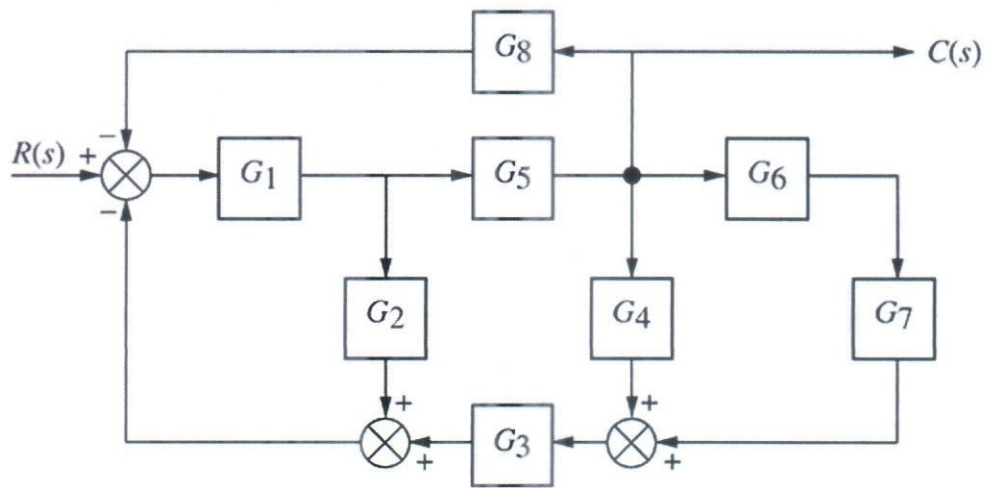 G8
C(s)
−
R(s) +
G1
G5
G6
−
G2
G4
G7
+
+
G3
+
+